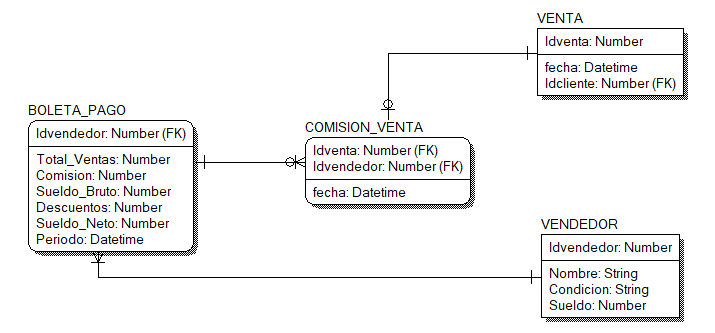 VENTA
Idventa: Number
fecha: Datetime
Idcliente: Number (FK)
BOLETA_PAGO
Idvendedor: Number (FK)
Total_Ventas: Number
Comision: Number
Sueldo_Bruto: Number
Descuentos: Number
Sueldo_Neto: Number
Periodo: Datetime
COMISION_VENTA
Idventa: Number (FK)
Idvendedor: Number (FK)
fecha: Datetime
VENDEDOR
Idvendedor: Number
Nombre: String
Condicion: String
Sueldo: Number